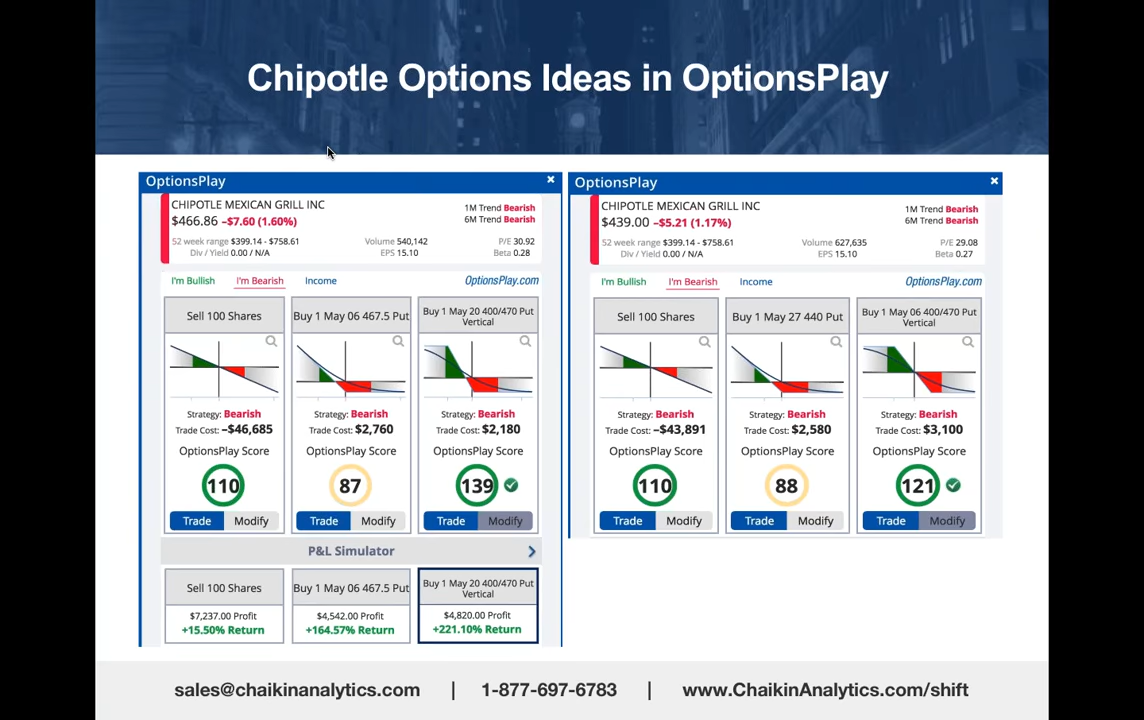 Chipotle Options Ideas in OptionsPlay
OptionsPlay
CHIPOTLE MEXICAN GRILL INC
$466.86 –$7.60 (1.60%)
1M Trend Bearish
6M Trend Bearish
52 week range $399.14 - $758.61
Volume 540,142
P/E 30.92
Div / Yield 0.00 / N/A
EPS 15.10
Beta 0.28
I'm Bullish
I'm Bearish
Income
OptionsPlay.com
Sell 100 Shares
Strategy: Bearish
Trade Cost: –$46,685
OptionsPlay Score
110
Trade
Modify
Buy 1 May 06 467.5 Put
Strategy: Bearish
Trade Cost: $2,760
OptionsPlay Score
87
Trade
Modify
Buy 1 May 20 400/470 Put
Vertical
Strategy: Bearish
Trade Cost: $2,180
OptionsPlay Score
139
Trade
Modify
P&L Simulator
Sell 100 Shares
$7,237.00 Profit
+15.50% Return
Buy 1 May 06 467.5 Put
$4,542.00 Profit
+164.57% Return
Buy 1 May 20 400/470 Put
Vertical
$4,820.00 Profit
+221.10% Return
OptionsPlay
CHIPOTLE MEXICAN GRILL INC
$439.00 –$5.21 (1.17%)
1M Trend Bearish
6M Trend Bearish
52 week range $399.14 - $758.61
Volume 627,635
P/E 29.08
Div / Yield 0.00 / N/A
EPS 15.10
Beta 0.27
I'm Bullish
I'm Bearish
Income
OptionsPlay.com
Sell 100 Shares
Strategy: Bearish
Trade Cost: –$43,891
OptionsPlay Score
110
Trade
Modify
Buy 1 May 27 440 Put
Strategy: Bearish
Trade Cost: $2,580
OptionsPlay Score
88
Trade
Modify
Buy 1 May 06 400/470 Put
Vertical
Strategy: Bearish
Trade Cost: $3,100
OptionsPlay Score
121
Trade
Modify
sales@chaikinanalytics.com | 1-877-697-6783 | www.ChaikinAnalytics.com/shift